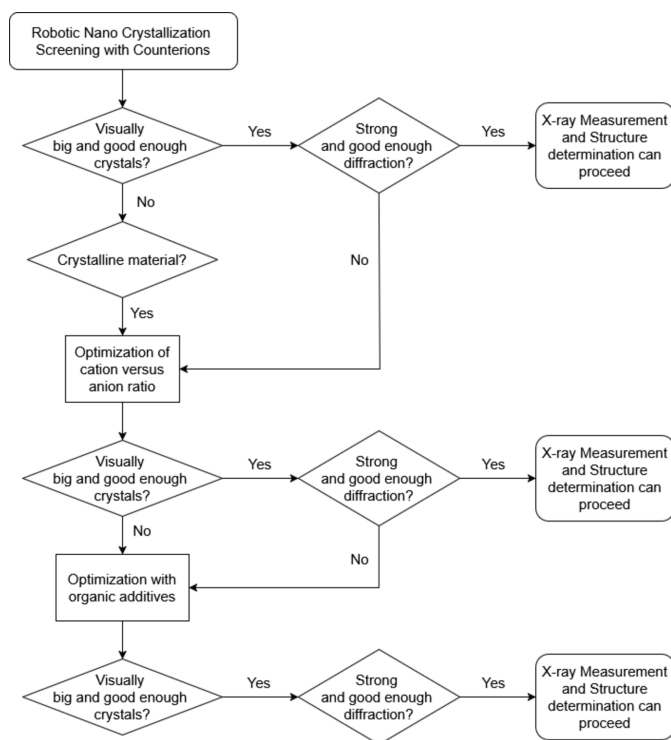 Robotic Nano Crystallization
Screening with Counterions
Visually
big and good enough
crystals?
Yes
Strong
and good enough
diffraction?
Yes
X-ray Measurement
and Structure
determination can
proceed
No
Crystalline material?
No
Yes
Optimization of
cation versus
anion ratio
Visually
big and good enough
crystals?
Yes
Strong
and good enough
diffraction?
Yes
X-ray Measurement
and Structure
determination can
proceed
No
No
Optimization with
organic additives
Visually
big and good enough
crystals?
Yes
Strong
and good enough
diffraction?
Yes
X-ray Measurement
and Structure
determination can
proceed